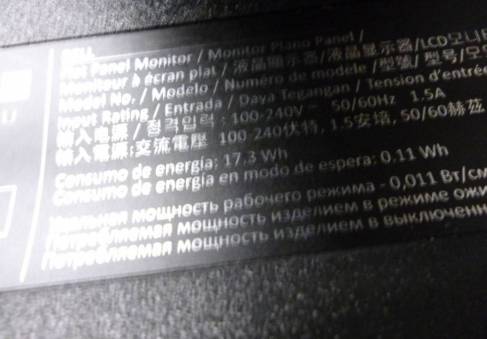 DELL
Flat Panel Monitor / Monitor Plano Panel /
Moniteur à écran plat / 液晶顯示器/液晶显示器/LCD모니터
Model No. / Modelo / Numéro de modèle /型號/ 型号/모델
Input Rating / Entrada / Daya Tegangan / Tension d'entrée
输入电源 / 정격입력 : 100-240V~ 50/60Hz 1.5A
輸入電源:交流電壓 100-240伏特, 1.5安培, 50/60赫茲
Consumo de energía: 17.3 Wh
Consumo de energía en modo de espera: 0.11 Wh
мощность рабочего режима - 0,011 Вт/см
Потребляемая мощность изделием в режиме ожи
Потребляемая мощность изделием в выключенн